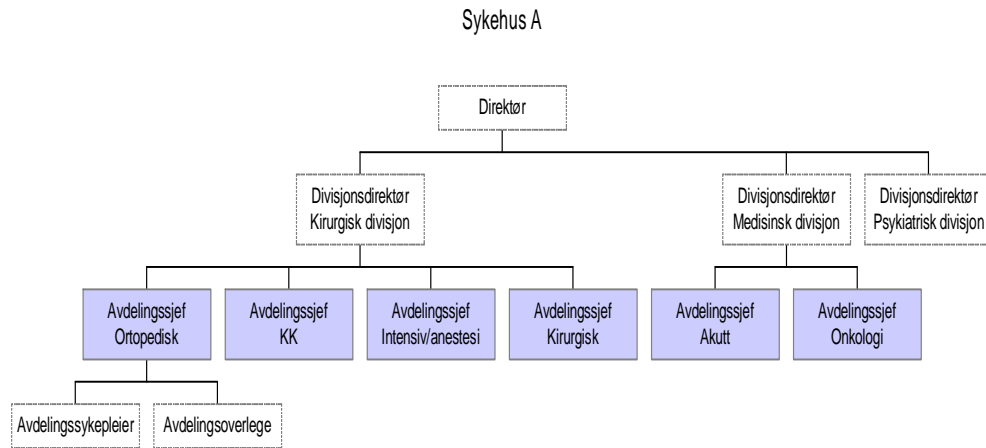 Sykehus A
Direktør
Divisjonsdirektør
Kirurgisk divisjon
Divisjonsdirektør
Medisinsk divisjon
Divisjonsdirektør
Psykiatrisk divisjon
Avdelingssjef
Ortopedisk
Avdelingssjef
KK
Avdelingssjef
Intensiv/anestesi
Avdelingssjef
Kirurgisk
Avdelingssjef
Akutt
Avdelingssjef
Onkologi
Avdelingssykepleier
Avdelingsoverlege